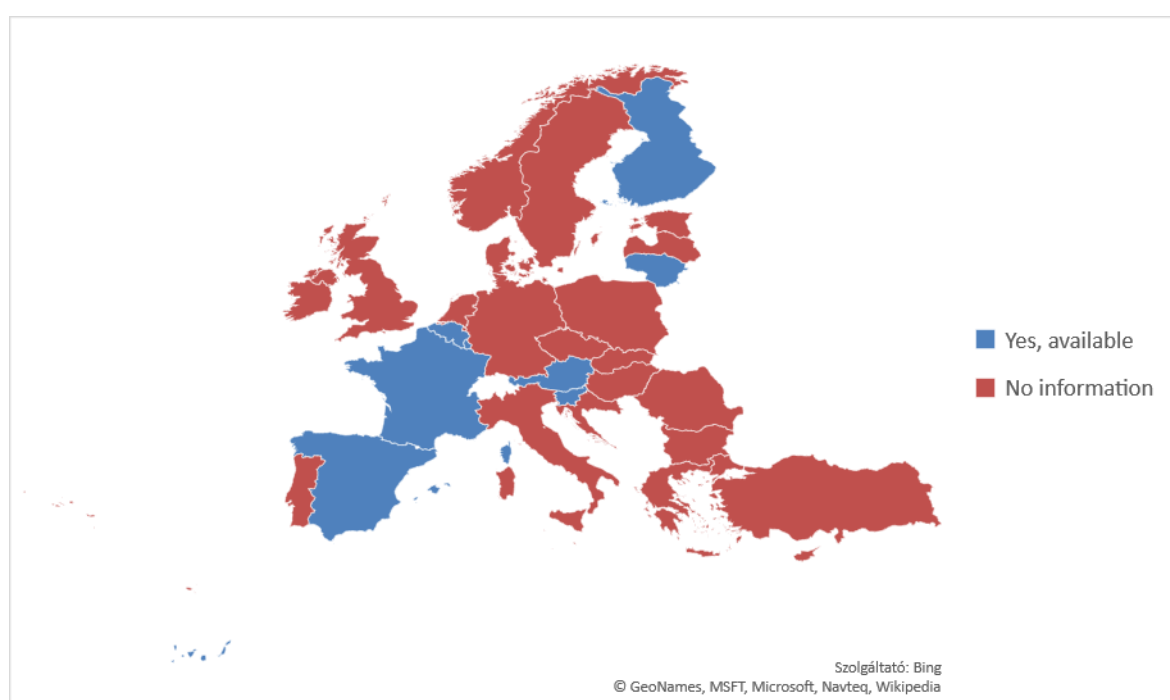 Yes, available
No information
Szolgáltató: Bing
© GeoNames, MSFT, Microsoft, Navteq, Wikipedia